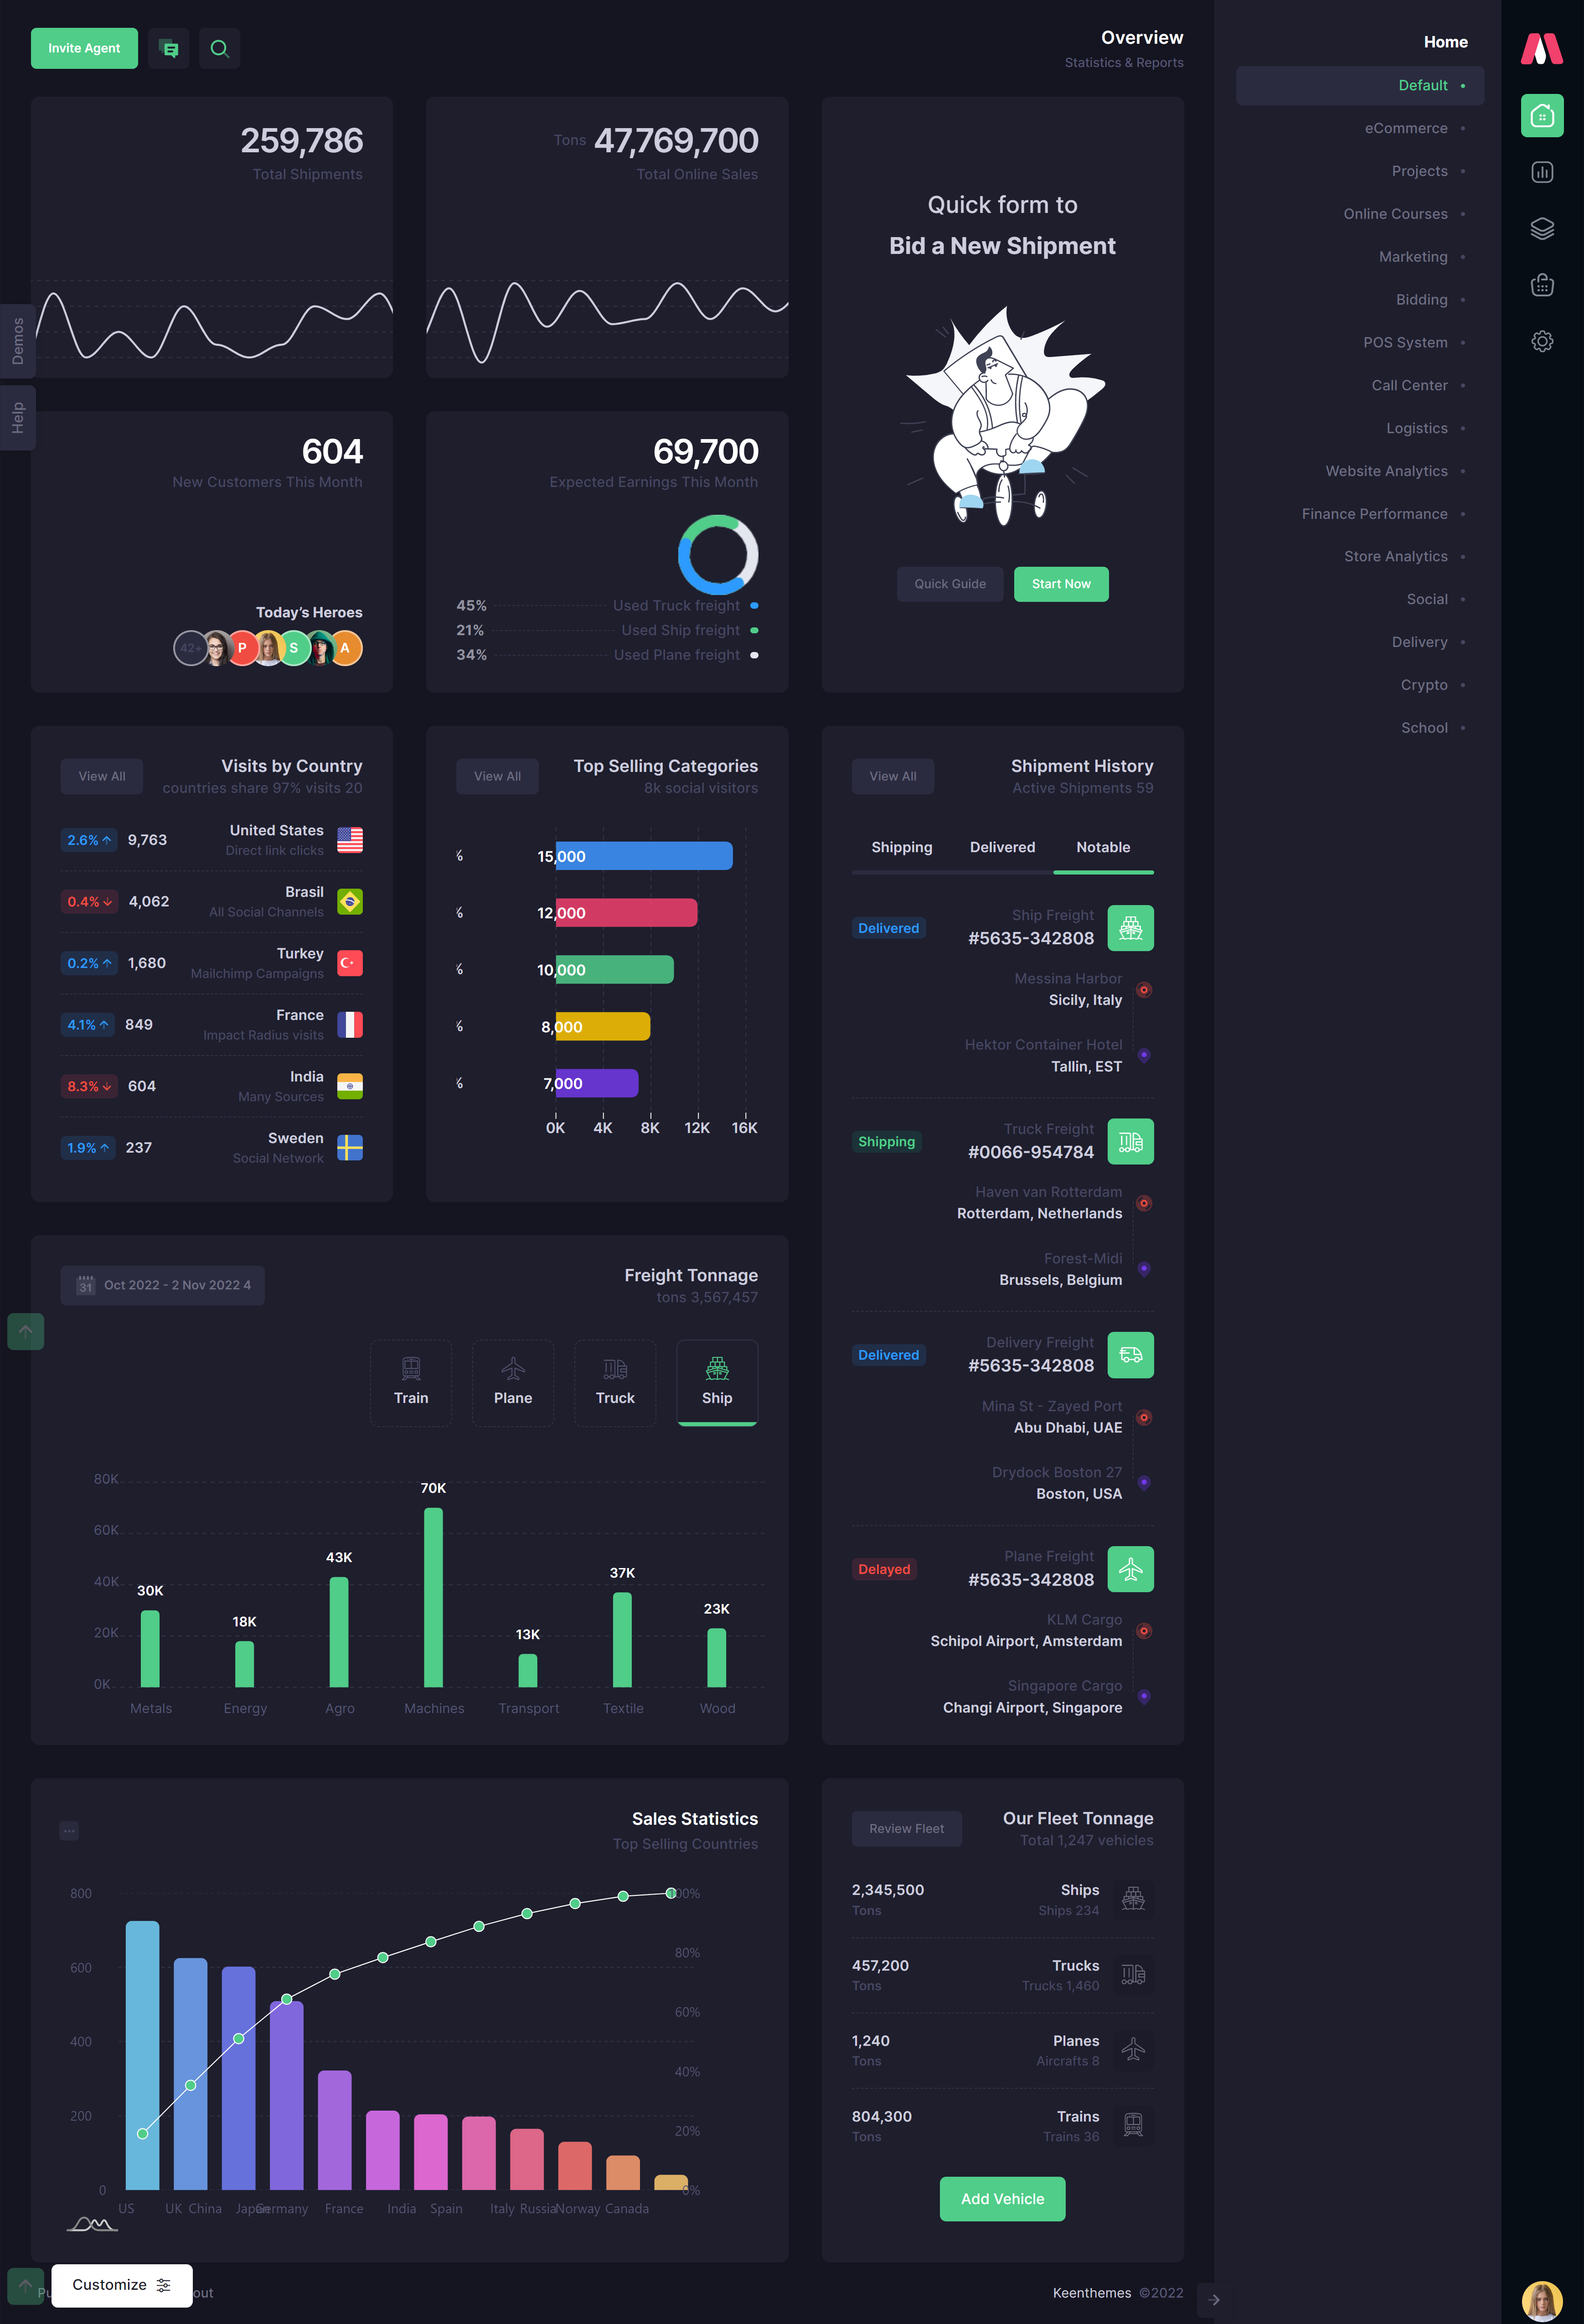 Invite Agent
Overview
Statistics & Reports
Home
Default
eCommerce
Projects
Online Courses
Marketing
Bidding
POS System
Call Center
Logistics
Website Analytics
Finance Performance
Store Analytics
Social
Delivery
Crypto
School
259,786
Total Shipments
Tons 47,769,700
Total Online Sales
Quick form to
Bid a New Shipment
Quick Guide
Start Now
Demos
Help
604
New Customers This Month
Today's Heroes
42+ P S A
69,700
Expected Earnings This Month
45% Used Truck freight
21% Used Ship freight
34% Used Plane freight
View All
Visits by Country
countries share 97% visits 20
2.6% 9,763 United States
Direct link clicks
0.4% 4,062 Brasil
All Social Channels
0.2% 1,680 Turkey
Mailchimp Campaigns
4.1% 849 France
Impact Radius visits
8.3% 604 India
Many Sources
1.9% 237 Sweden
Social Network
View All
Top Selling Categories
8k social visitors
15,000
12,000
10,000
8,000
7,000
0K 4K 8K 12K 16K
View All
Shipment History
Active Shipments 59
Shipping Delivered Notable
Ship Freight
Delivered #5635-342808
Messina Harbor
Sicily, Italy
Hektor Container Hotel
Tallin, EST
Truck Freight
Shipping #0066-954784
Haven van Rotterdam
Rotterdam, Netherlands
Forest-Midi
Brussels, Belgium
Delivery Freight
Delivered #5635-342808
Mina St - Zayed Port
Abu Dhabi, UAE
Drydock Boston 27
Boston, USA
Plane Freight
Delayed #5635-342808
KLM Cargo
Schipol Airport, Amsterdam
Singapore Cargo
Changi Airport, Singapore
31 Oct 2022 - 2 Nov 2022 4
Freight Tonnage
tons 3,567,457
Train Plane Truck Ship
80K
60K
40K
20K
0K
30K
18K
43K
70K
13K
37K
23K
Metals Energy Agro Machines Transport Textile Wood
Sales Statistics
Top Selling Countries
800
600
400
200
0
100%
80%
60%
40%
20%
0%
US UK China Japan Germany France India Spain Italy Russia Norway Canada
Review Fleet
Our Fleet Tonnage
Total 1,247 vehicles
2,345,500 Ships
Tons Ships 234
457,200 Trucks
Tons Trucks 1,460
1,240 Planes
Tons Aircrafts 8
804,300 Trains
Tons Trains 36
Add Vehicle
Customize
Keenthemes ©2022